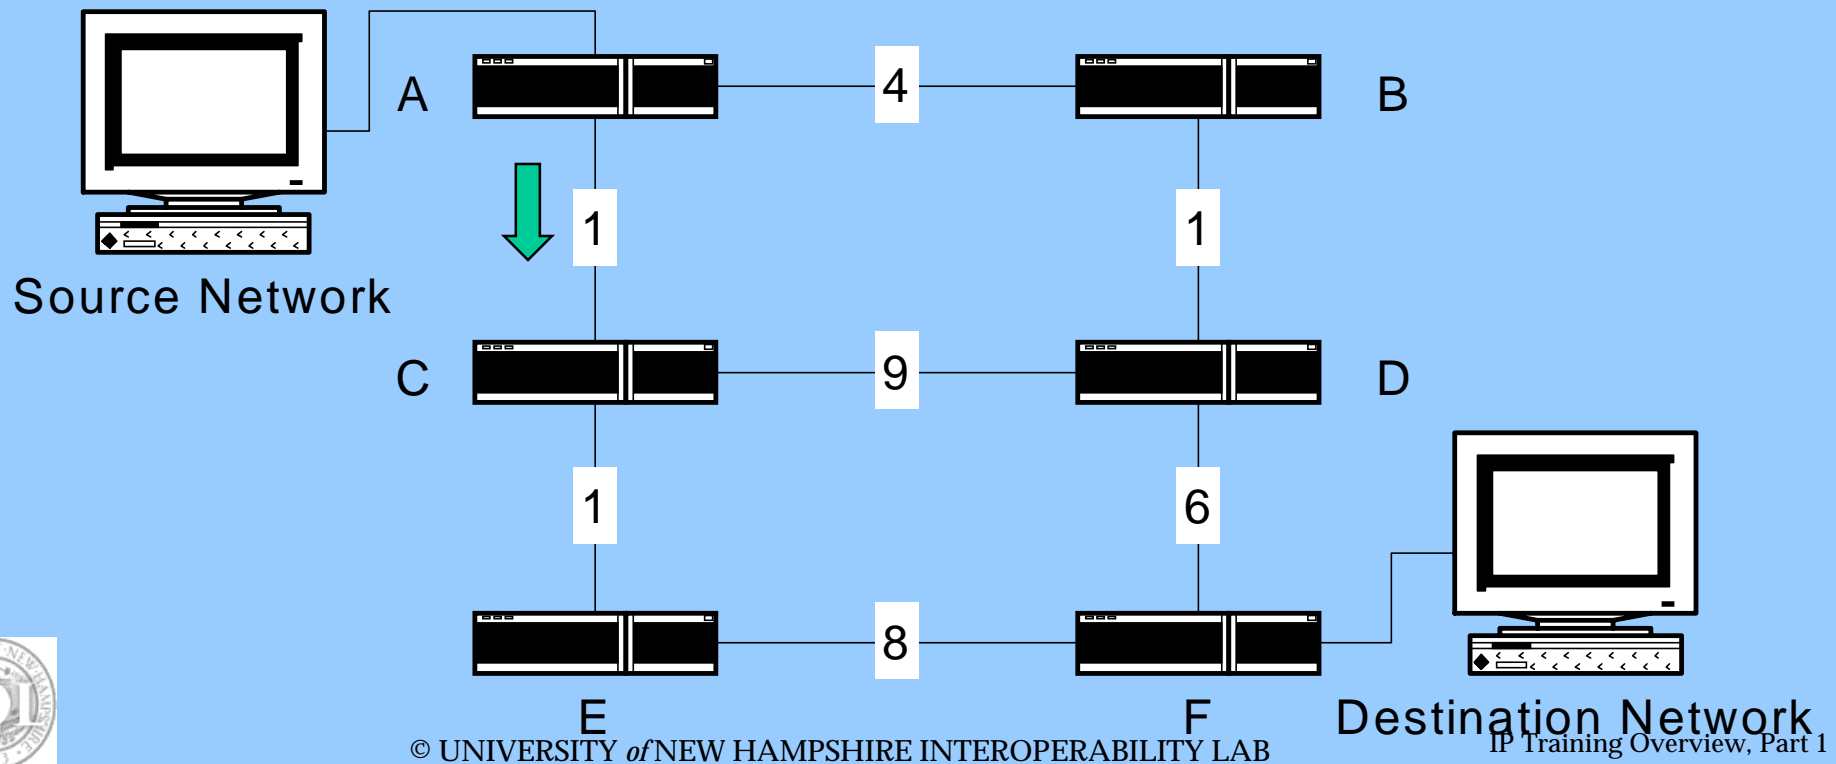 A
4
B
1
1
Source Network
C
9
D
1
6
8
E
F
Destination Network
© UNIVERSITY of NEW HAMPSHIRE INTEROPERABILITY LAB
IP Training Overview, Part 1